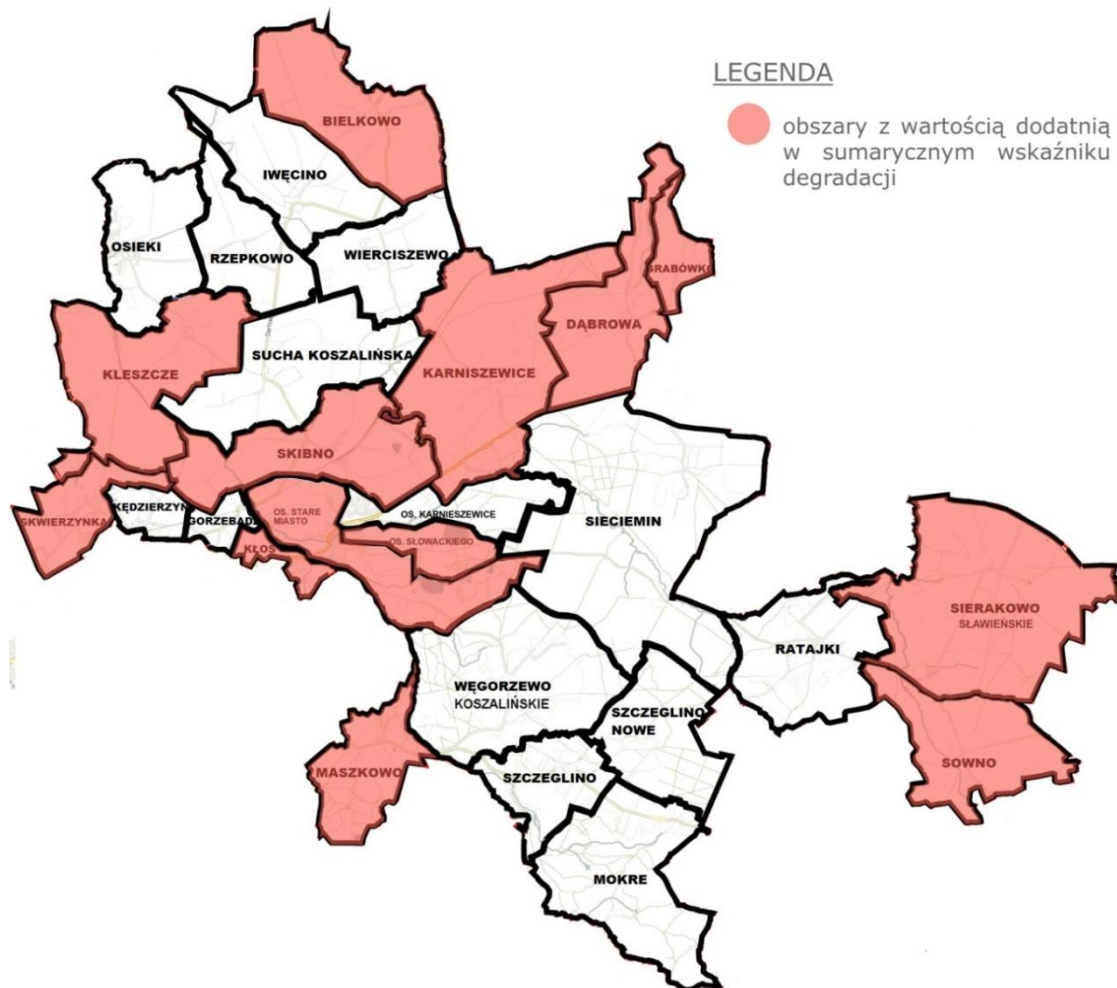 LEGENDA
obszary z wartością dodatnią
w sumarycznym wskaźniku
degradacji
BIELKOWO
IWĘCINO
OSIEKI
RZEPKOWO
WIERCISZEWO
GRABÓWKO
DĄBROWA
SUCHA KOSZALIŃSKA
KLESZCZE
KARNISZEWICE
SKIBNO
SKWIERZYNKA
KĘDZIERZYN
GORZEBĄDZ
OS. STARE
MIASTO
OS. KARNIESZEWICE
OS. SŁOWACKIEGO
KŁOS
SIECIEMIN
SIERAKOWO
SŁAWIEŃSKIE
RATAJKI
WĘGORZEWO
KOSZALIŃSKIE
SZCZEGLINO
NOWE
SOWNO
MASZKOWO
SZCZEGLINO
MOKRE